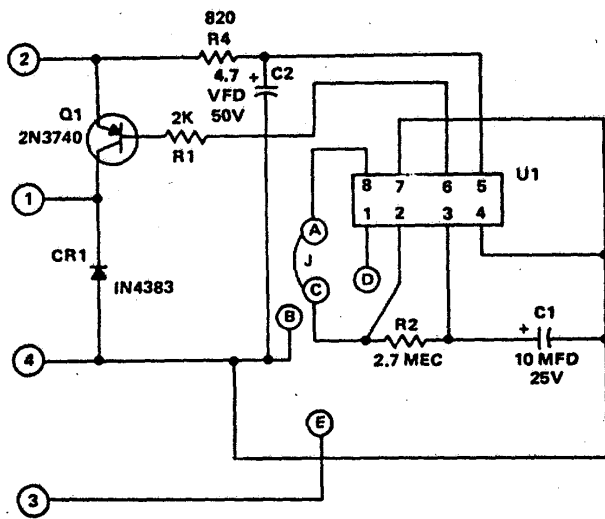 820
R4
2
4.7
VFD
50V
+
C2
Q1
2N3740
2K
R1
8 7 6 5
U1
1 2 3 4
1
A
J
C
D
CR1
IN4383
B
R2
2.7 MEC
+
C1
10 MFD
25V
4
E
3